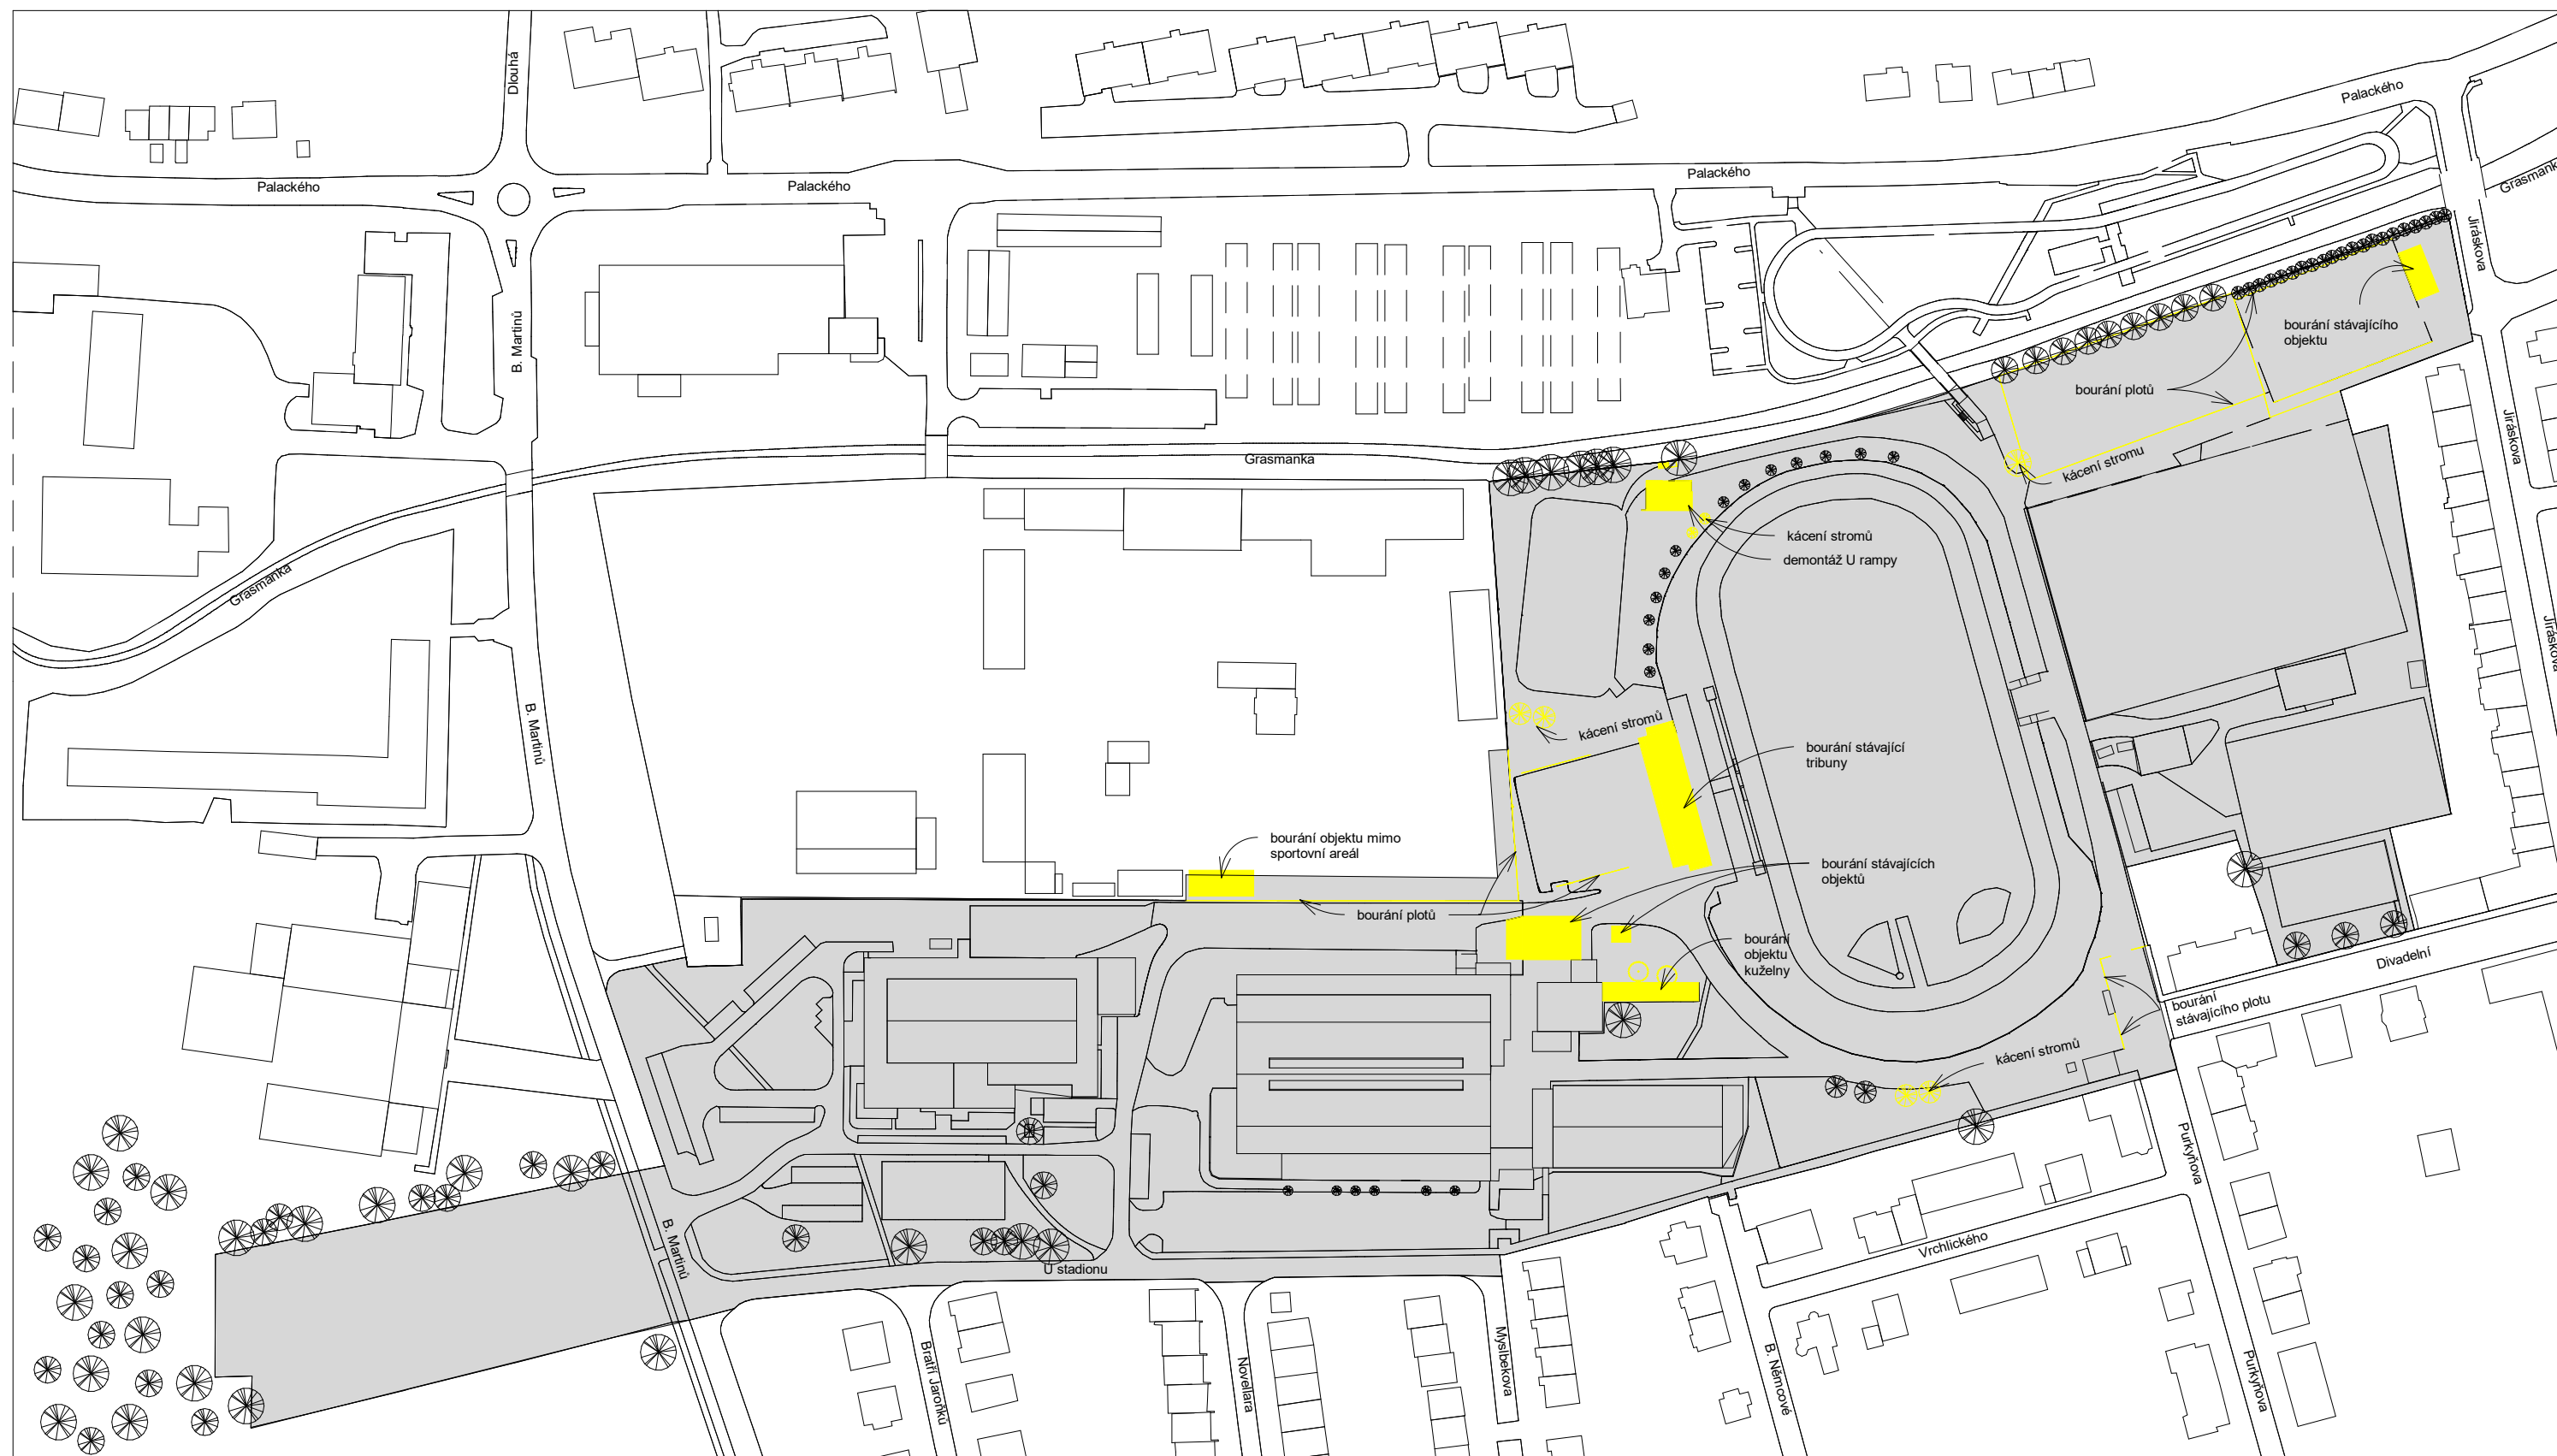 Dlouhá
Palackého
Palackého
Palackého
Palackého
Grasmank
Jiráskova
B. Martinů
bourání stávajícího
objektu
bourání plotů
Grasmanka
kácení stromu
Jiráskova
kácení stromů
demontáž U rampy
Grasmanka
Jiráskova
B. Martinů
kácení stromů
bourání stávající
tribuny
bourání objektu mimo
sportovní areál
bourání stávajících
objektů
bourání plotů
bourání
objektu
kuželny
Divadelní
bourání
stávajícího plotu
kácení stromů
Purkyňova
B. Martinů
Vrchlického
U stadionu
Bratří Jaroňků
Novellara
Myslbekova
B. Němcové
Purkyňova